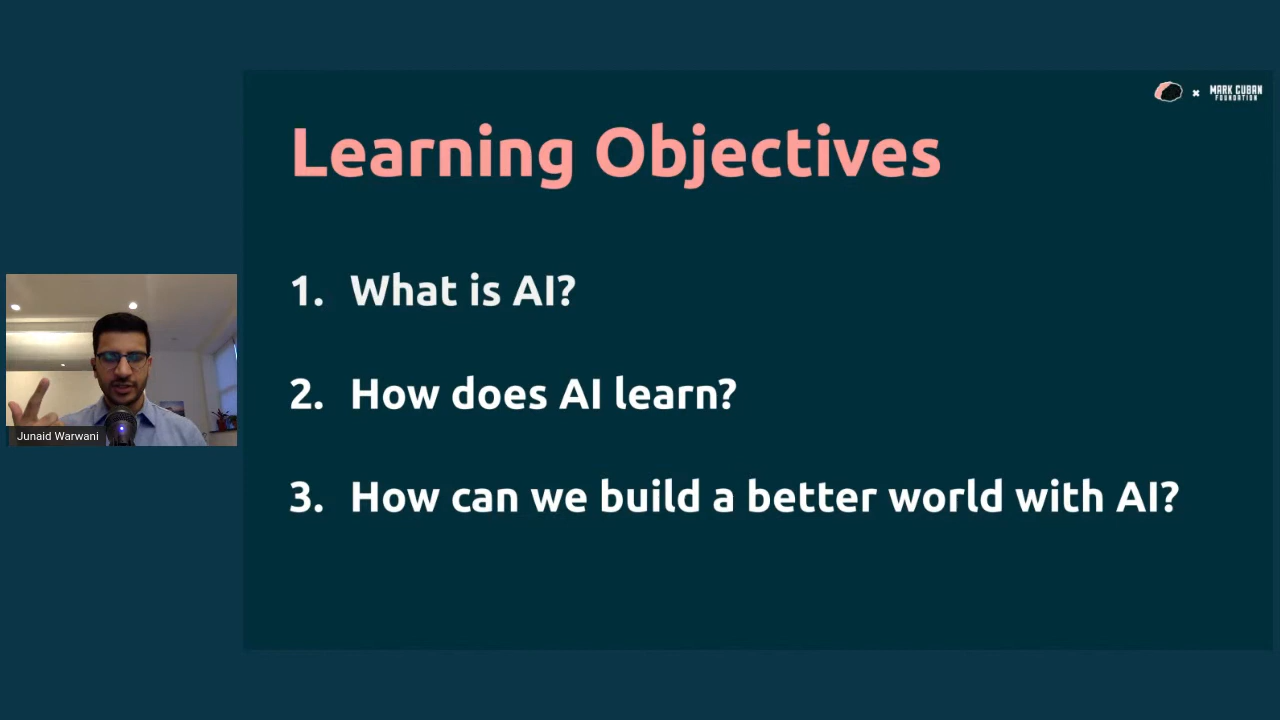 MARK CUBAN
FOUNDATION
Learning Objectives
1. What is AI?
2. How does AI learn?
3. How can we build a better world with AI?
Junaid Warwani